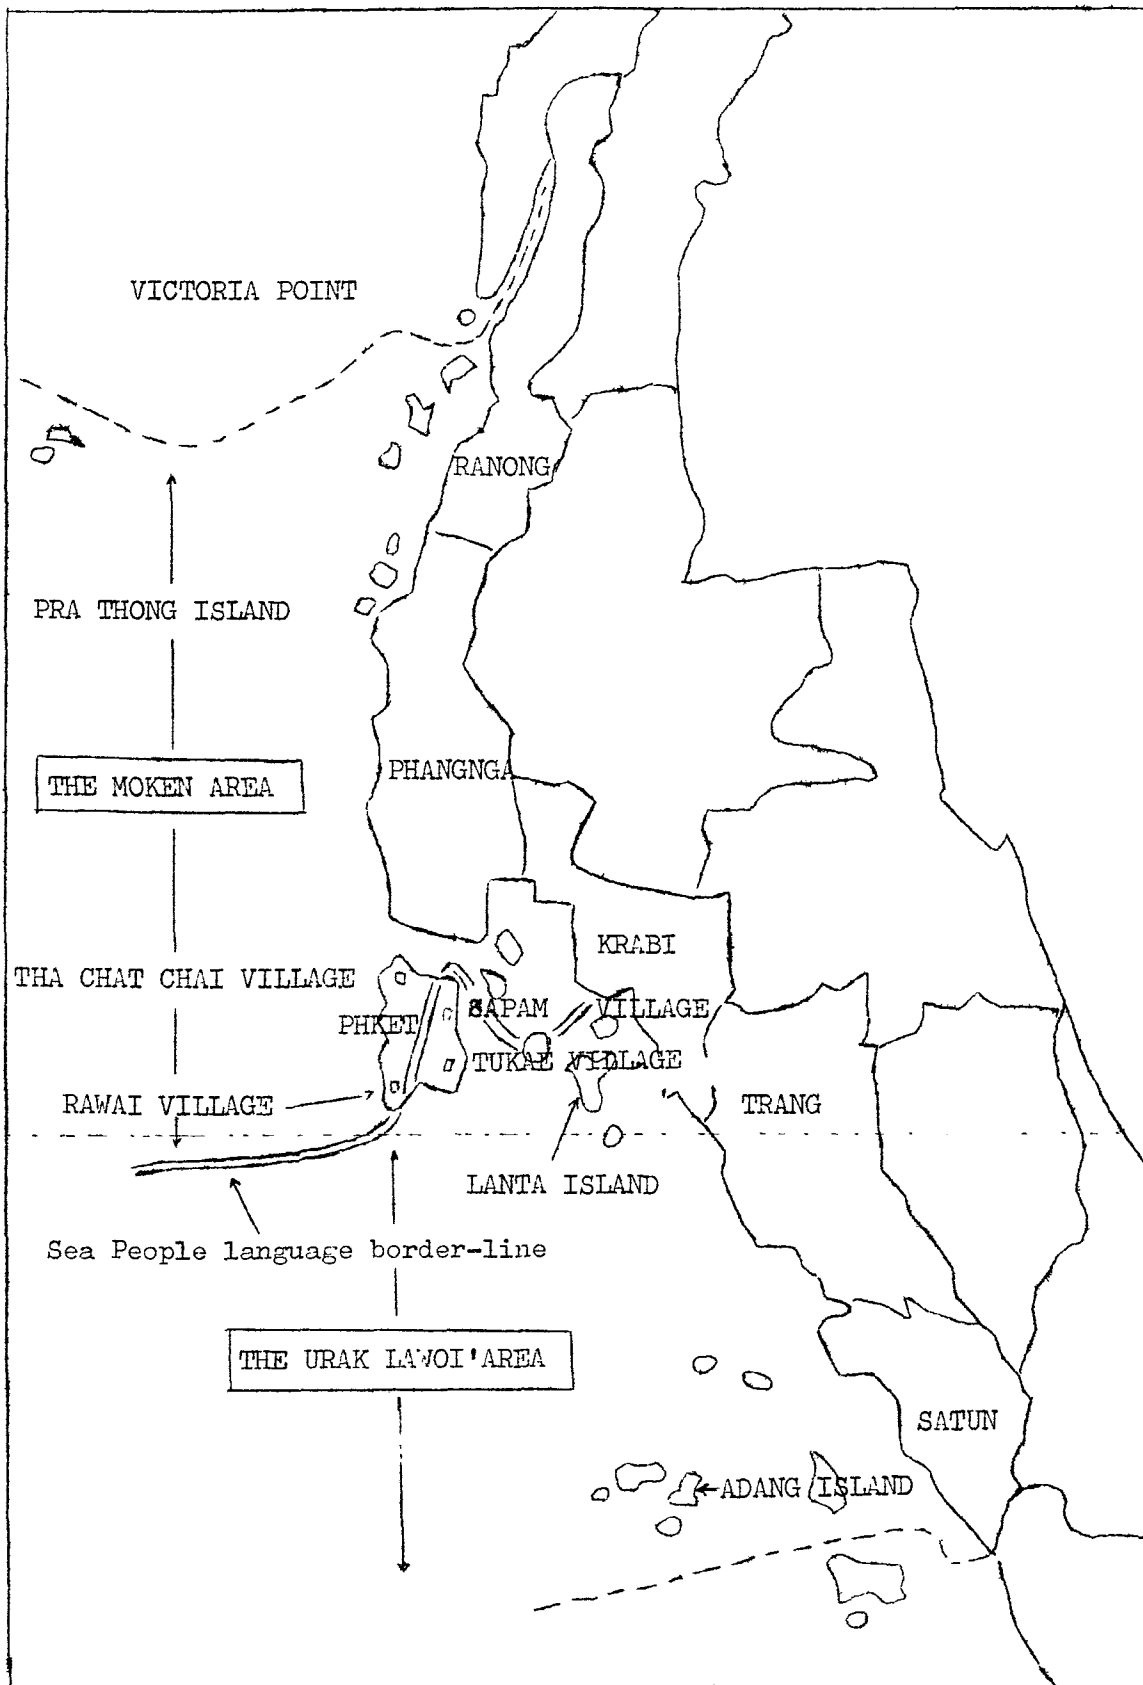 VICTORIA POINT
RANONG
PRA THONG ISLAND
PHANGNGA
THE MOKEN AREA
KRABI
THA CHAT CHAI VILLAGE
SAPAM VILLAGE
PHKET
TUKAE VILLAGE
RAWAI VILLAGE
TRANG
LANTA ISLAND
Sea People language border-line
THE URAK LAWOI' AREA
SATUN
ADANG ISLAND